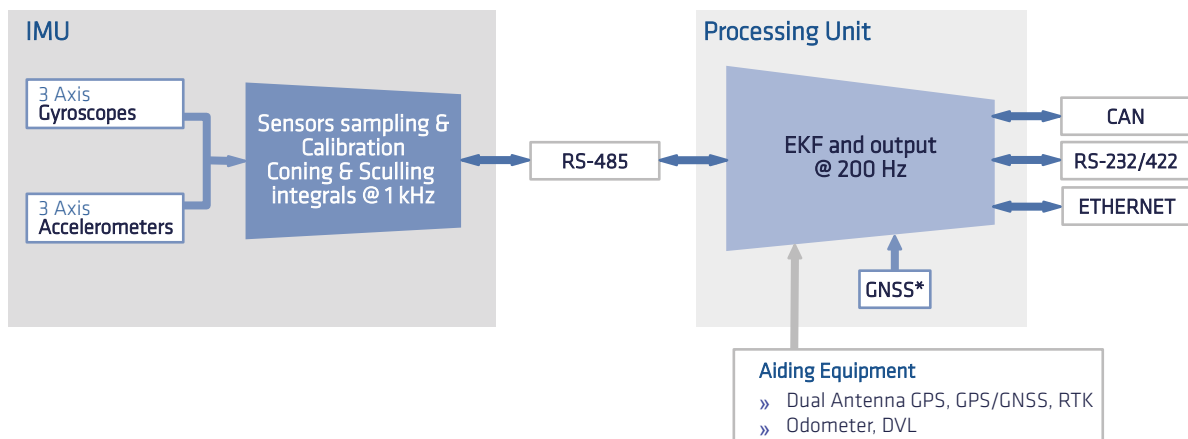 IMU
3 Axis
Gyroscopes
3 Axis
Accelerometers
Sensors sampling &
Calibration
Coning & Sculling
integrals @ 1 kHz
RS-485
Processing Unit
EKF and output
@ 200 Hz
GNSS*
CAN
RS-232/422
ETHERNET
Aiding Equipment
» Dual Antenna GPS, GPS/GNSS, RTK
» Odometer, DVL